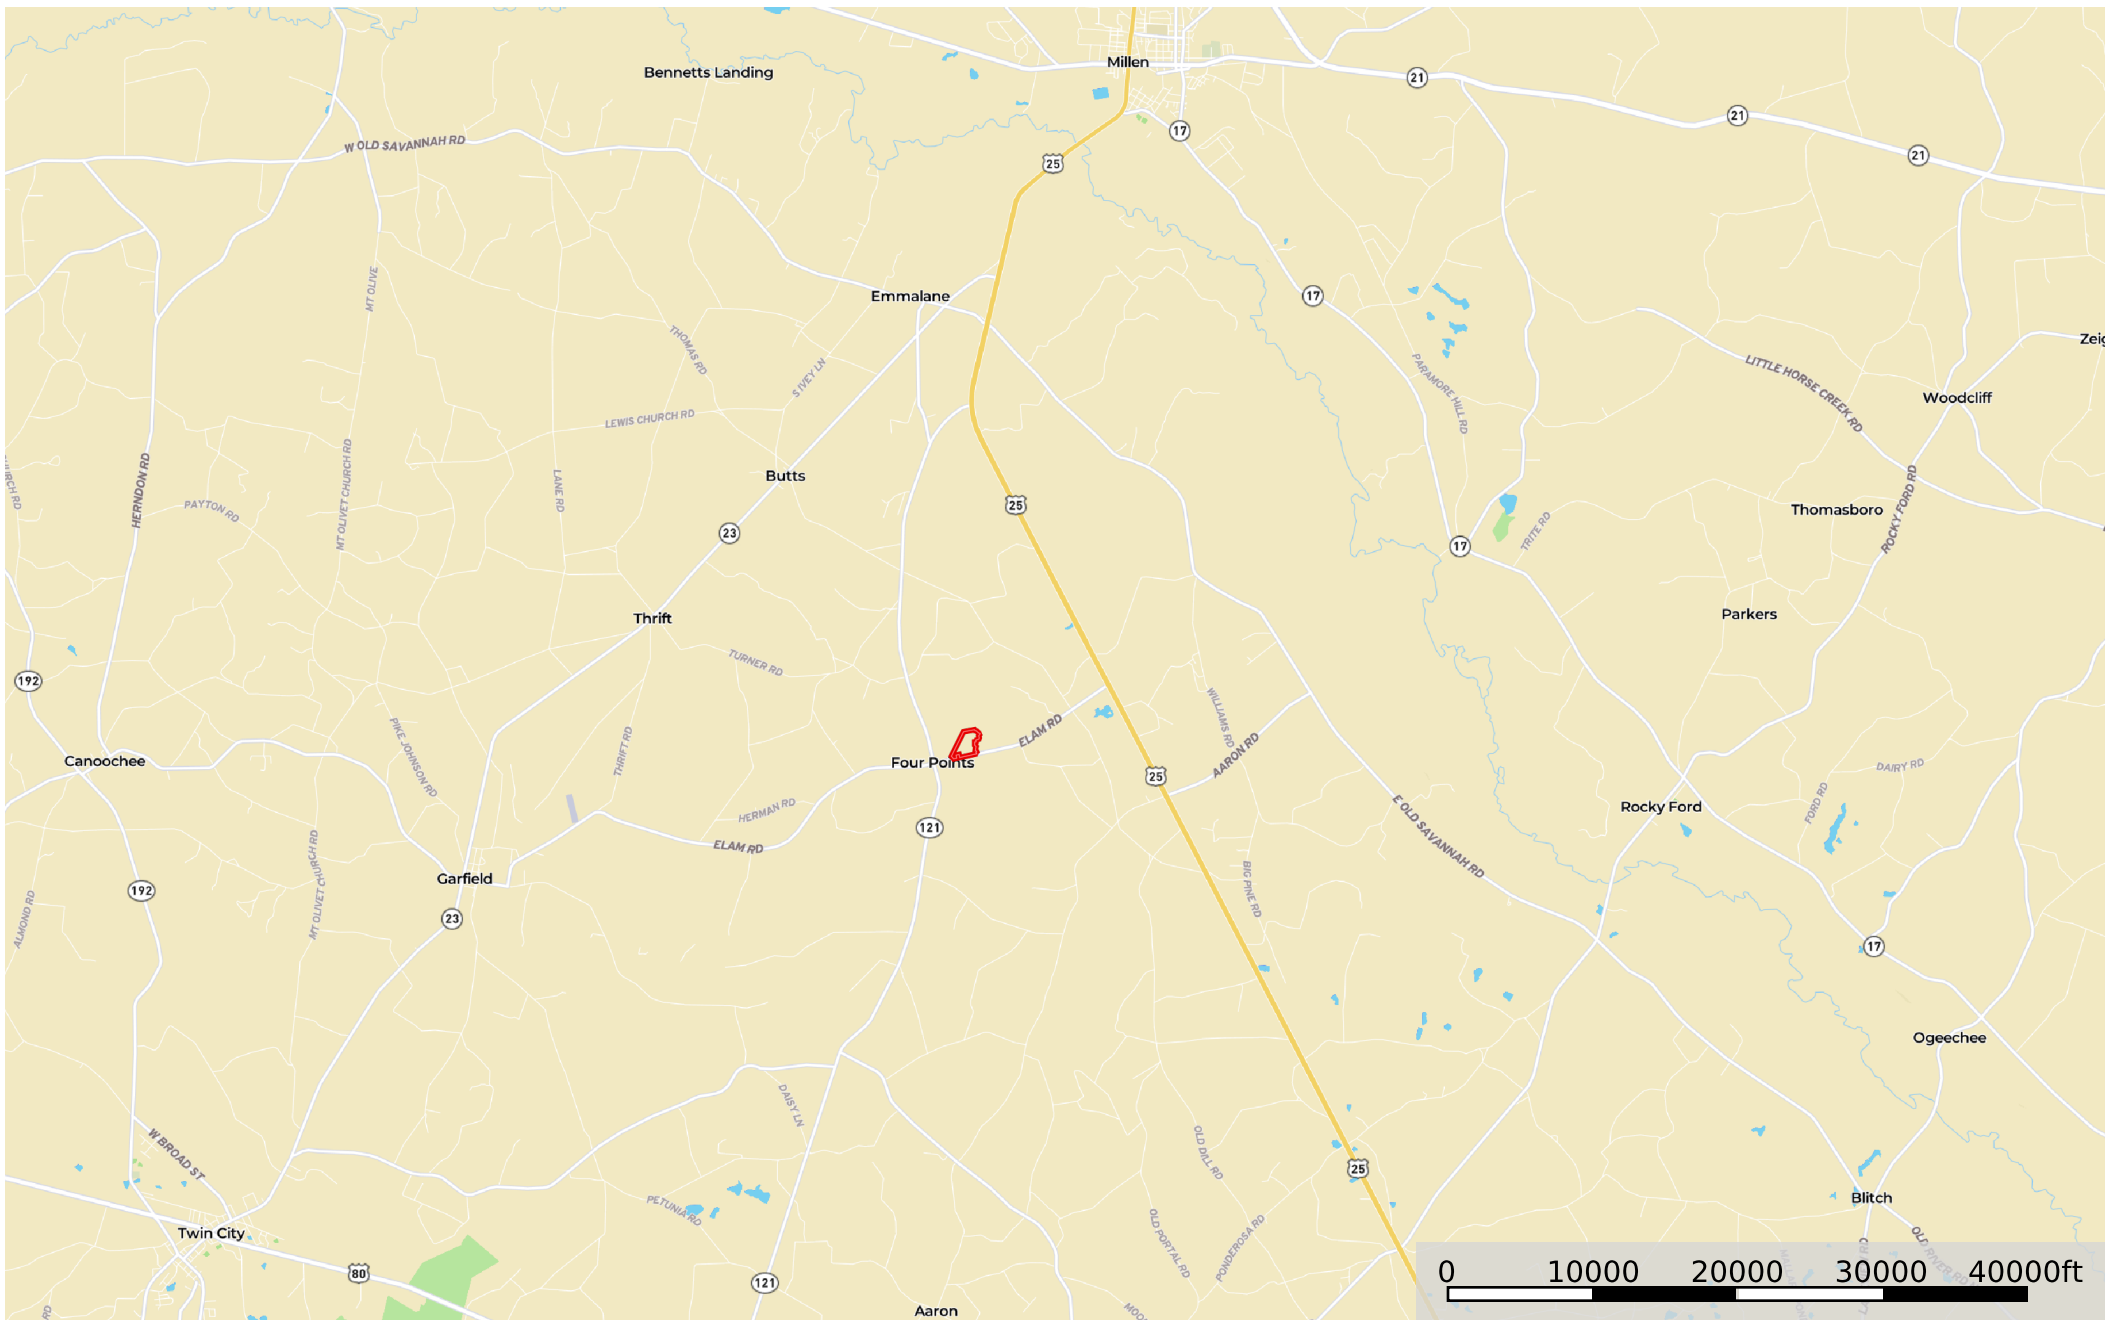 Millen
Bennetts Landing
21
21
17
W OLD SAVANNAH RD
21
25
MT OLIVE
Emmalane
17
THOMAS RD
S IVEY LN
PARAMORE HILL RD
LITTLE HORSE CREEK RD
Zeig
Woodcliff
LEWIS CHURCH RD
HURCH RD
HERNDON RD
MT OLIVET CHURCH RD
LANE RD
Butts
PAYTON RD
25
23
Thomasboro
ROCKY FORD RD
TRITE RD
17
Thrift
Parkers
TURNER RD
192
PIKE JOHNSON RD
THRIFT RD
WILLIAMS RD
ELAM RD
AARON RD
Canoochee
Four Points
25
DAIRY RD
HERMAN RD
FORD RD
Rocky Ford
121
E OLD SAVANNAH RD
ELAM RD
MT OLIVET CHURCH RD
Garfield
192
ALMOND RD
BIG PINE RD
23
17
Ogeechee
DAISY LN
W BROAD ST
OLD DILL RD
25
PETUNIA RD
Blitch
Twin City
OLD PORTAL RD
PONDEROSA RD
OLD RIVER RD
80
121
RD
Aaron
0 10000 20000 30000 40000ft